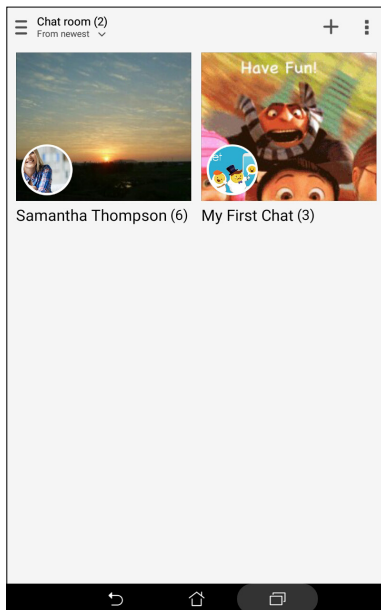 Chat room (2)
From newest
Have Fun!
Samantha Thompson (6)
My First Chat (3)